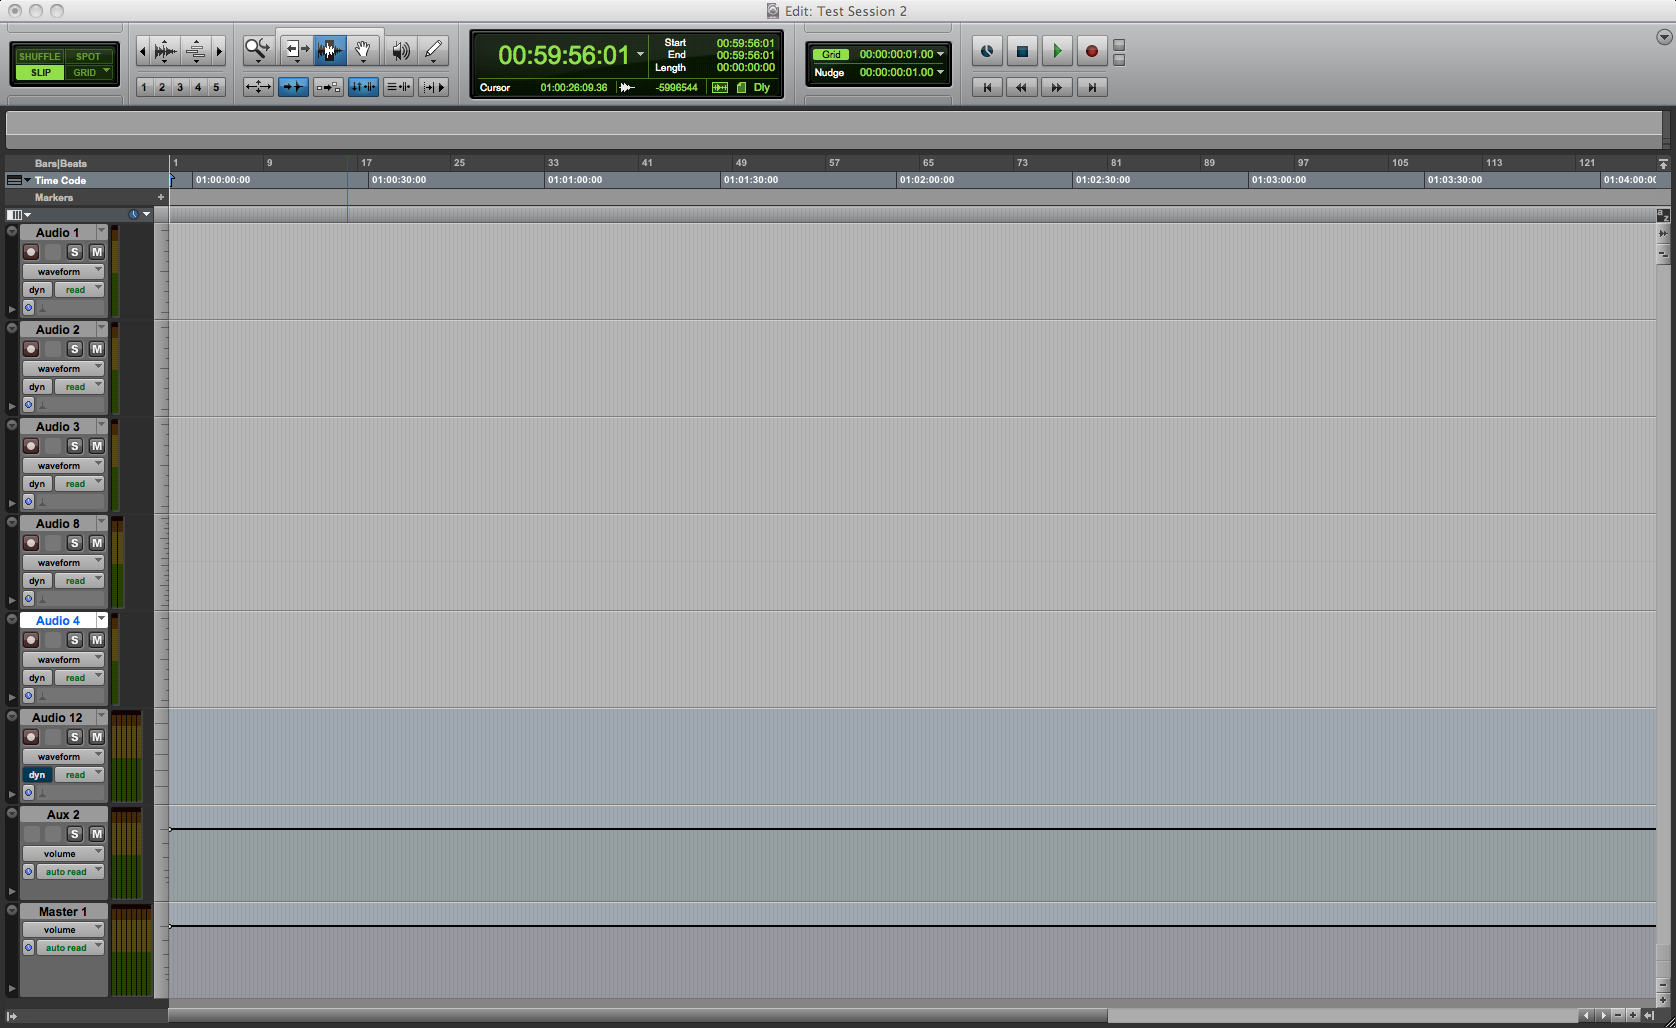 Edit: Test Session 2
SHUFFLE SPOT
SLIP GRID
1 2 3 4 5
00:59:56:01
Start 00:59:56:01
End 00:59:56:01
Length 00:00:00:00
Cursor 01:00:26:09.36 -5996544 Dly
Grid 00:00:00:01.00
Nudge 00:00:00:01.00
Bars|Beats 1 9 17 25 33 41 49 57 65 73 81 89 97 105 113 121
Time Code 01:00:00:00 01:00:30:00 01:01:00:00 01:01:30:00 01:02:00:00 01:02:30:00 01:03:00:00 01:03:30:00 01:04:00:00
Markers +
a z
Audio 1
S M
waveform
dyn read
Audio 2
S M
waveform
dyn read
Audio 3
S M
waveform
dyn read
Audio 8
S M
waveform
dyn read
Audio 4
S M
waveform
dyn read
Audio 12
S M
waveform
dyn read
Aux 2
S M
volume
auto read
Master 1
volume
auto read